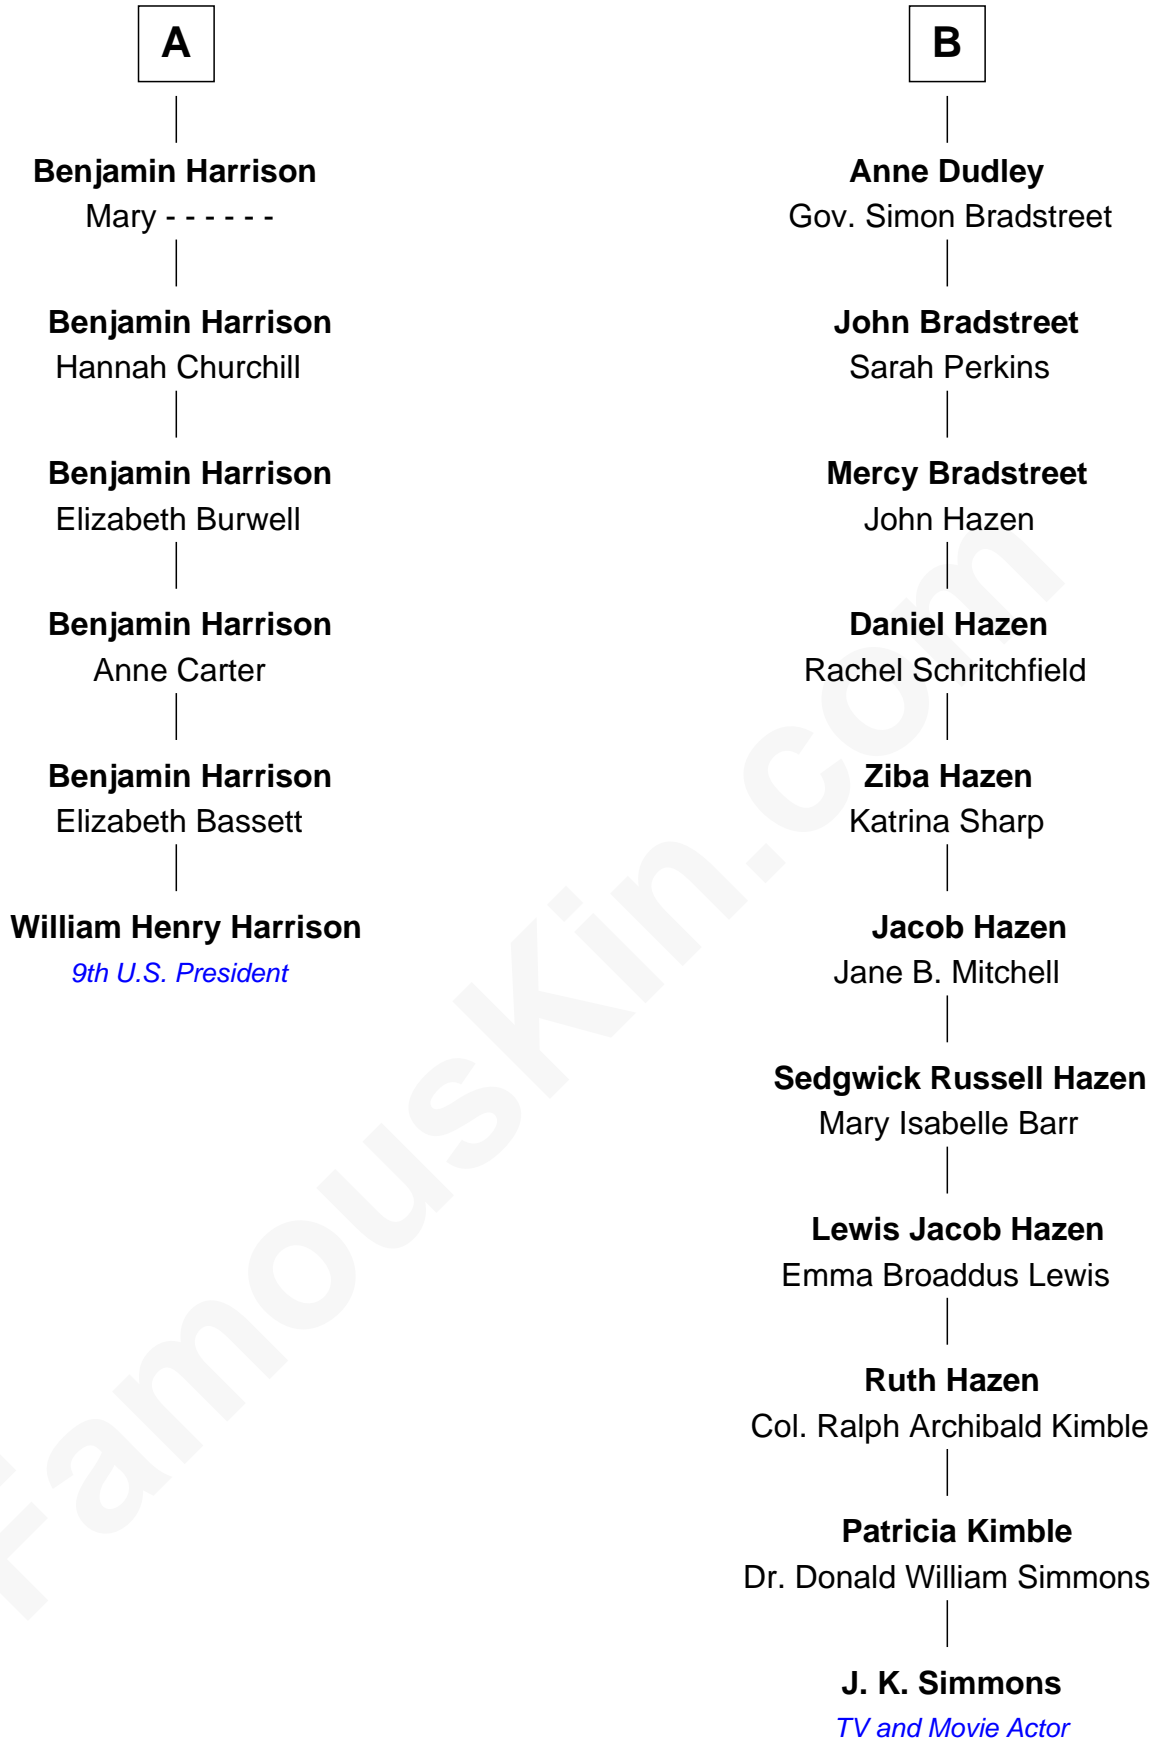 A
Benjamin Harrison
Mary - - - - - -
Benjamin Harrison
Hannah Churchill
Benjamin Harrison
Elizabeth Burwell
Benjamin Harrison
Anne Carter
Benjamin Harrison
Elizabeth Bassett
William Henry Harrison
9th U.S. President
B
Anne Dudley
Gov. Simon Bradstreet
John Bradstreet
Sarah Perkins
Mercy Bradstreet
John Hazen
Daniel Hazen
Rachel Schritchfield
Ziba Hazen
Katrina Sharp
Jacob Hazen
Jane B. Mitchell
Sedgwick Russell Hazen
Mary Isabelle Barr
Lewis Jacob Hazen
Emma Broaddus Lewis
Ruth Hazen
Col. Ralph Archibald Kimble
Patricia Kimble
Dr. Donald William Simmons
J. K. Simmons
TV and Movie Actor
FamousKin.com